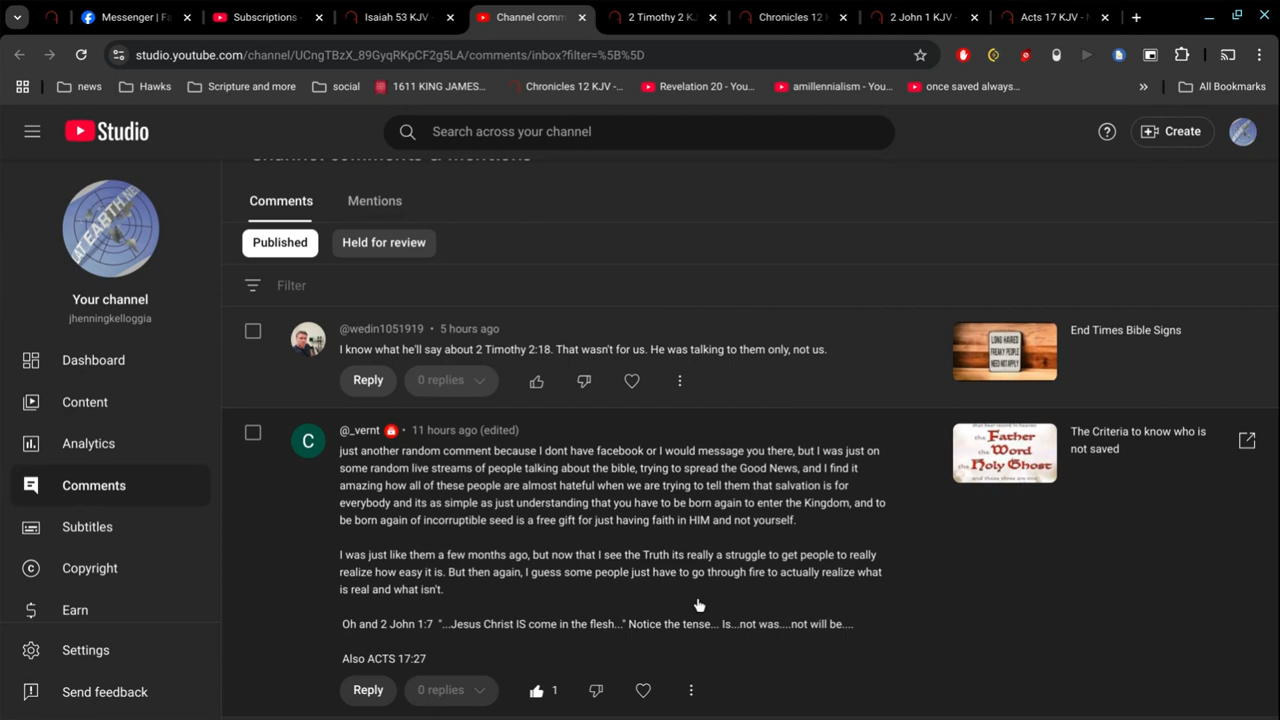 Messenger | Fa
Subscriptions -
Isaiah 53 KJV -
Channel comm
2 Timothy 2 KJ
Chronicles 12 K
2 John 1 KJV -
Acts 17 KJV - N
studio.youtube.com/channel/UCngTBzX_89GyqRKpCF2g5LA/comments/inbox?filter=%5B%5D
news
Hawks
Scripture and more
social
1611 KING JAMES...
Chronicles 12 KJV -...
Revelation 20 - You...
amillennialism - You...
once saved always...
All Bookmarks
Studio
Search across your channel
Create
Channel comments & Mentions
Comments
Mentions
Published
Held for review
Filter
Your channel
jhenningkelloggia
Dashboard
Content
Analytics
Comments
Subtitles
Copyright
Earn
Settings
Send feedback
@wedin1051919 • 5 hours ago
I know what he'll say about 2 Timothy 2:18. That wasn't for us. He was talking to them only, not us.
Reply
0 replies
LONG HAIRED
FREAKY PEOPLE
NEED NOT APPLY
End Times Bible Signs
C
@_vernt • 11 hours ago (edited)
just another random comment because I dont have facebook or I would message you there, but I was just on
some random live streams of people talking about the bible, trying to spread the Good News, and I find it
amazing how all of these people are almost hateful when we are trying to tell them that salvation is for
everybody and its as simple as just understanding that you have to be born again to enter the Kingdom, and to
be born again of incorruptible seed is a free gift for just having faith in HIM and not yourself.
I was just like them a few months ago, but now that I see the Truth its really a struggle to get people to really
realize how easy it is. But then again, I guess some people just have to go through fire to actually realize what
is real and what isn't.
Oh and 2 John 1:7 "...Jesus Christ IS come in the flesh..." Notice the tense... Is...not was....not will be....
Also ACTS 17:27
Reply
0 replies
1
the Father
the Word
the Holy Ghost
The Criteria to know who is
not saved